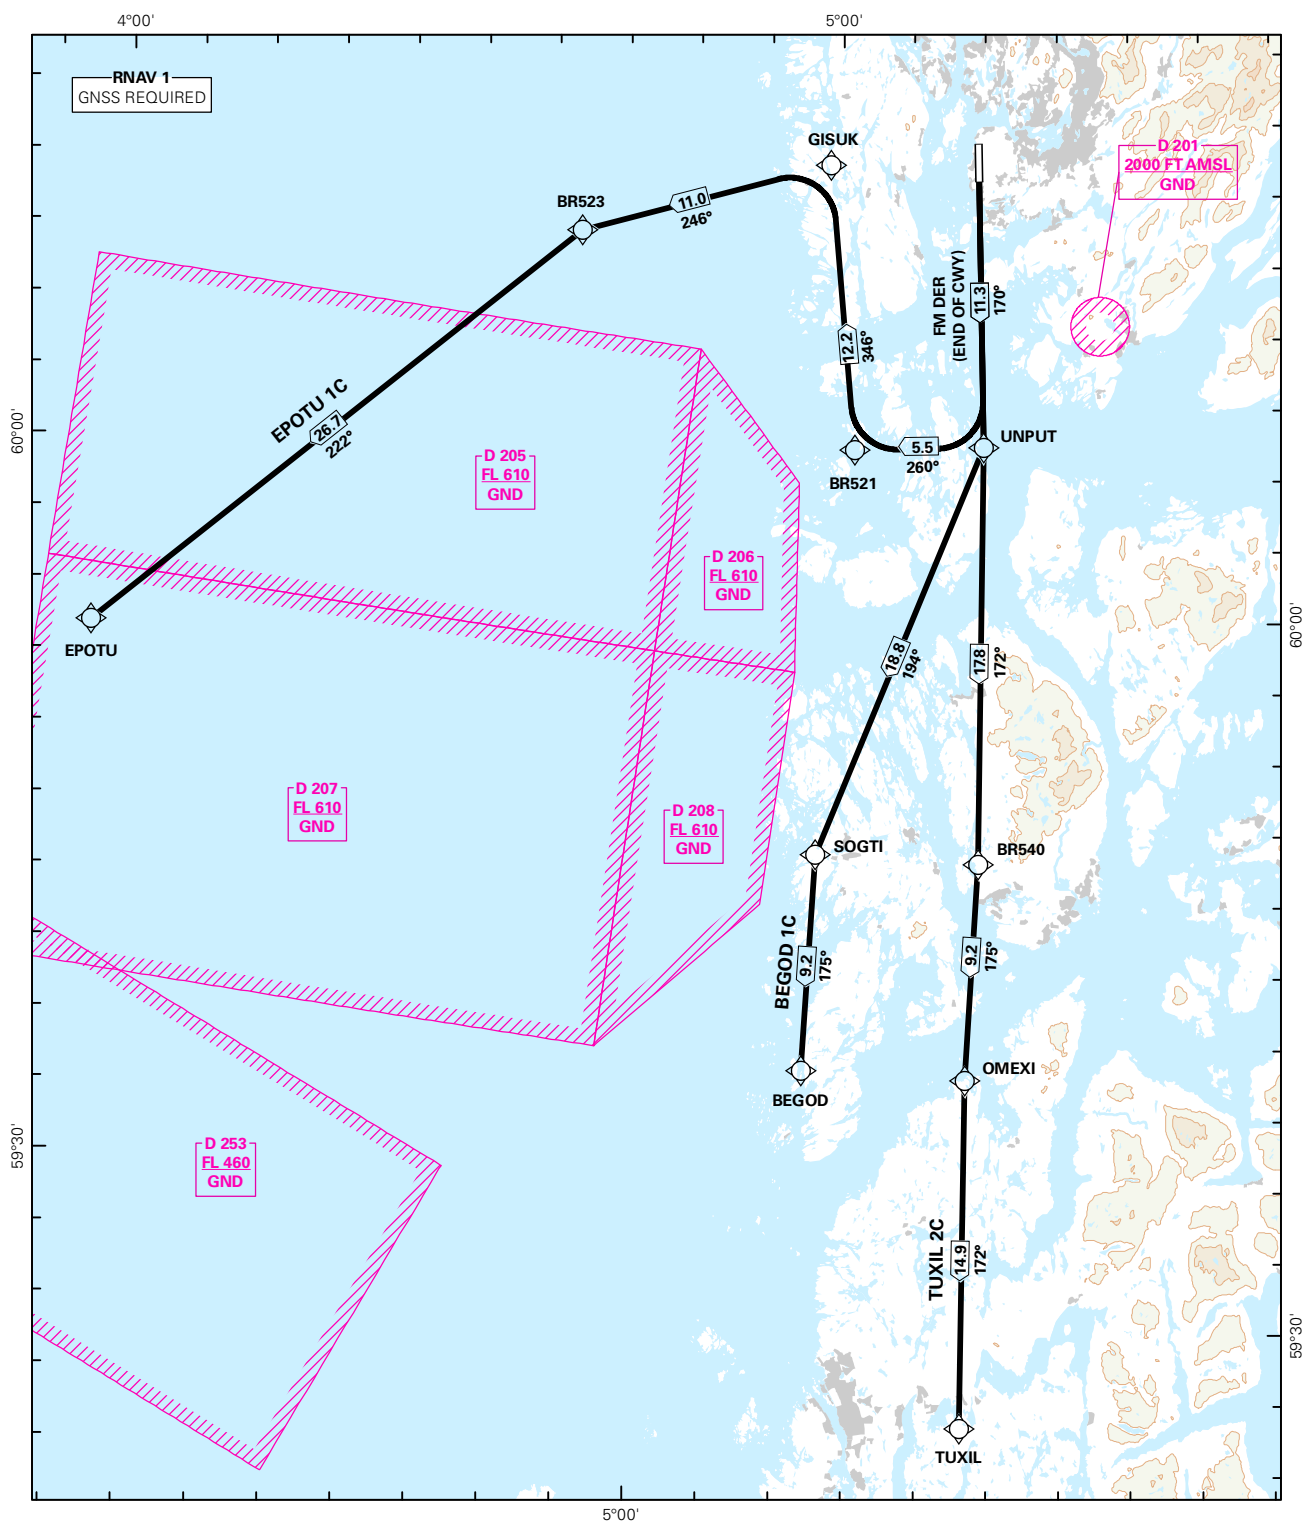 4°00'
5°00'
RNAV 1
GNSS REQUIRED
GISUK
D 201
2000 FT AMSL
GND
BR523
11.0
246°
FM DER
(END OF CWY)
11.3
170°
12.2
346°
EPOTU 1C
26.7
222°
60°00'
UNPUT
5.5
260°
BR521
D 205
FL 610
GND
D 206
FL 610
GND
EPOTU
60°00'
18.8
194°
17.8
172°
D 207
FL 610
GND
D 208
FL 610
GND
SOGTI
BR540
BEGOD 1C
9.2
175°
9.2
175°
OMEXI
BEGOD
59°30'
D 253
FL 460
GND
TUXIL 2C
14.9
172°
59°30'
TUXIL
5°00'